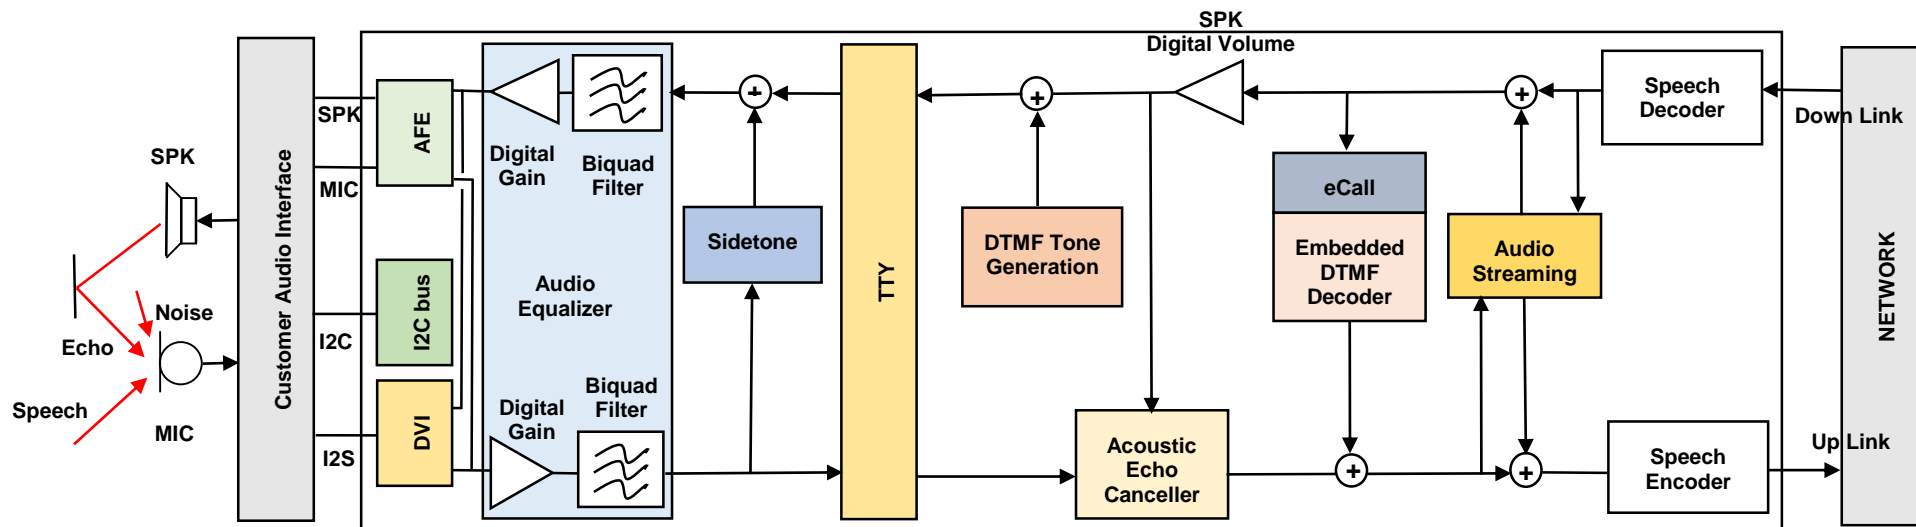 SPK
Digital Volume
Speech
Decoder
Down Link
SPK
AFE
Digital
Gain
Biquad
Filter
+
+
+
SPK
MIC
eCall
Customer Audio Interface
Sidetone
TTY
DTMF Tone
Generation
Embedded
DTMF
Decoder
Audio
Streaming
NETWORK
Noise
Echo
I2C
I2C bus
Audio
Equalizer
Speech
MIC
I2S
DVI
Digital
Gain
Biquad
Filter
Acoustic
Echo
Canceller
+
+
Speech
Encoder
Up Link